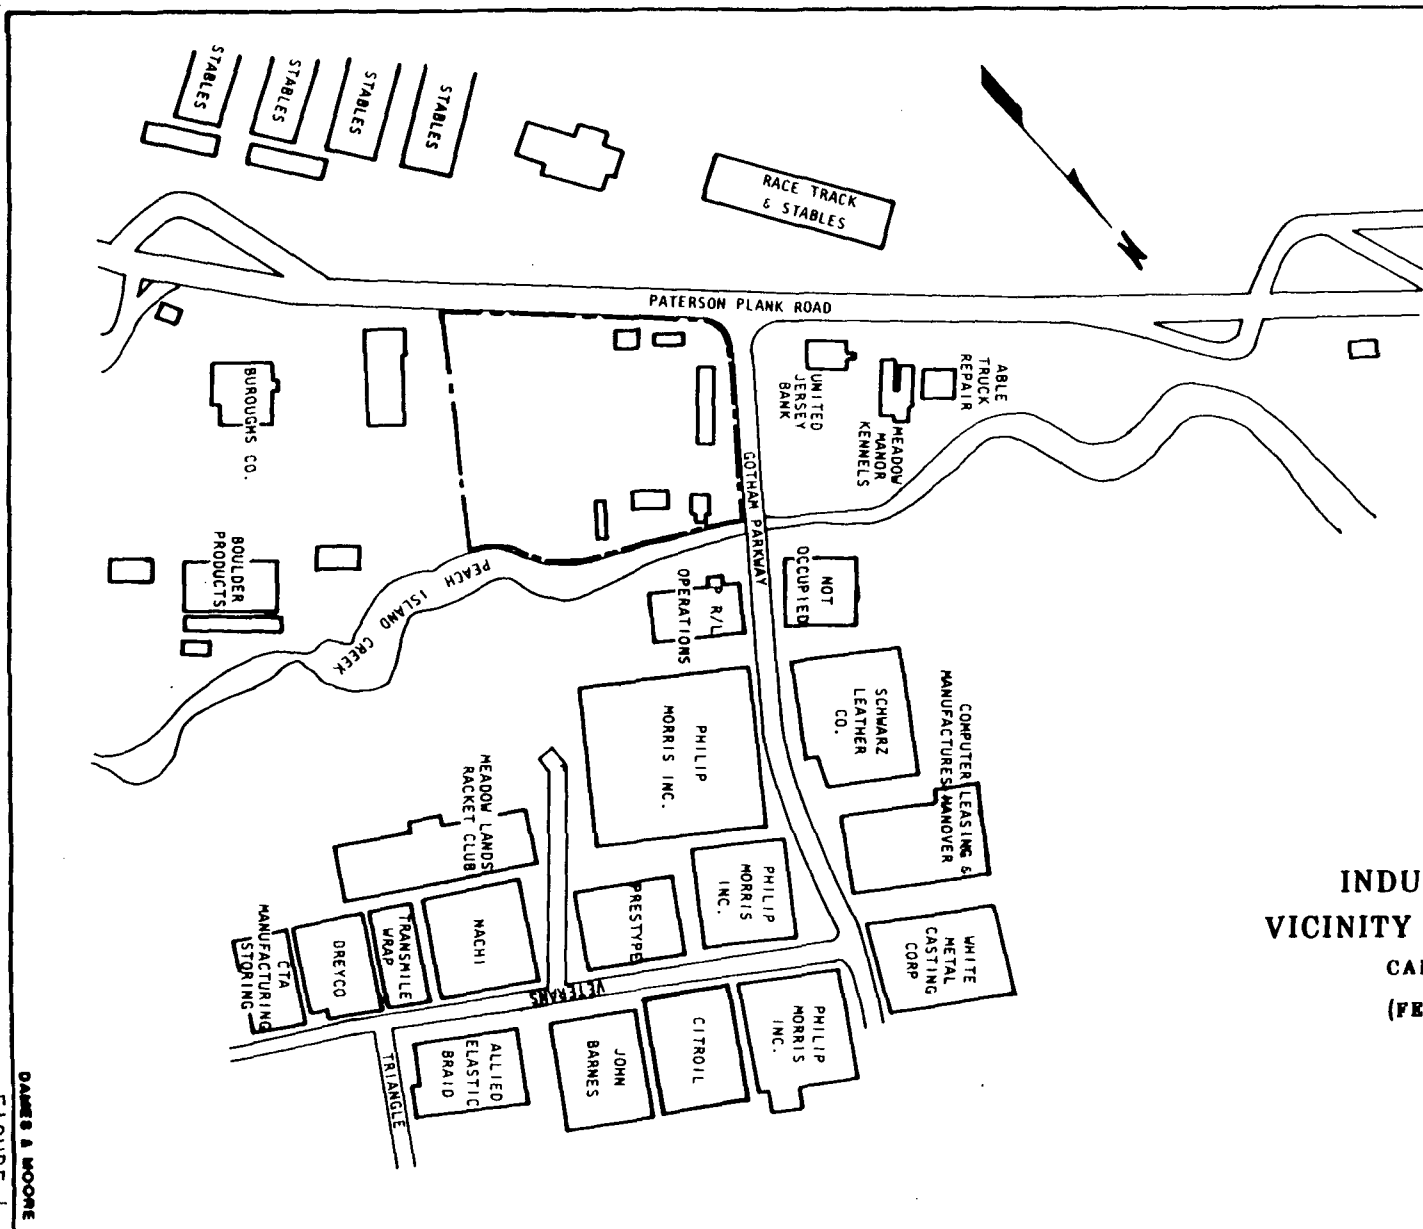 STABLES
STABLES
STABLES
STABLES
RACE TRACK
& STABLES
N
PATERSON PLANK ROAD
UNITED
JERSEY
BANK
ABLE
TRUCK
REPAIR
MEADOW
MANOR
KENNELS
BUROUGHS CO.
GOTHAM PARKWAY
BOULDER
PRODUCTS
PEACH ISLAND CREEK
P R/L
OPERATIONS
NOT
OCCUPIED
SCHWARZ
LEATHER
CO.
COMPUTER LEASING &
MANUFACTURES HANOVER
PHILIP
MORRIS INC.
MEADOW LANDS
RACKET CLUB
PHILIP
MORRIS
INC.
PRESTYPE
NACHI
TRANSMILE
WRAP
DREYCO
CTA
MANUFACTURING
STORING
WHITE
METAL
CASTING
CORP
VETERANS
PHILIP
MORRIS
INC.
CITROIL
JOHN
BARNES
ALLIED
ELASTIC
BRAID
TRIANGLE
INDU
VICINITY
CA
(FE
DAMES & MOORE